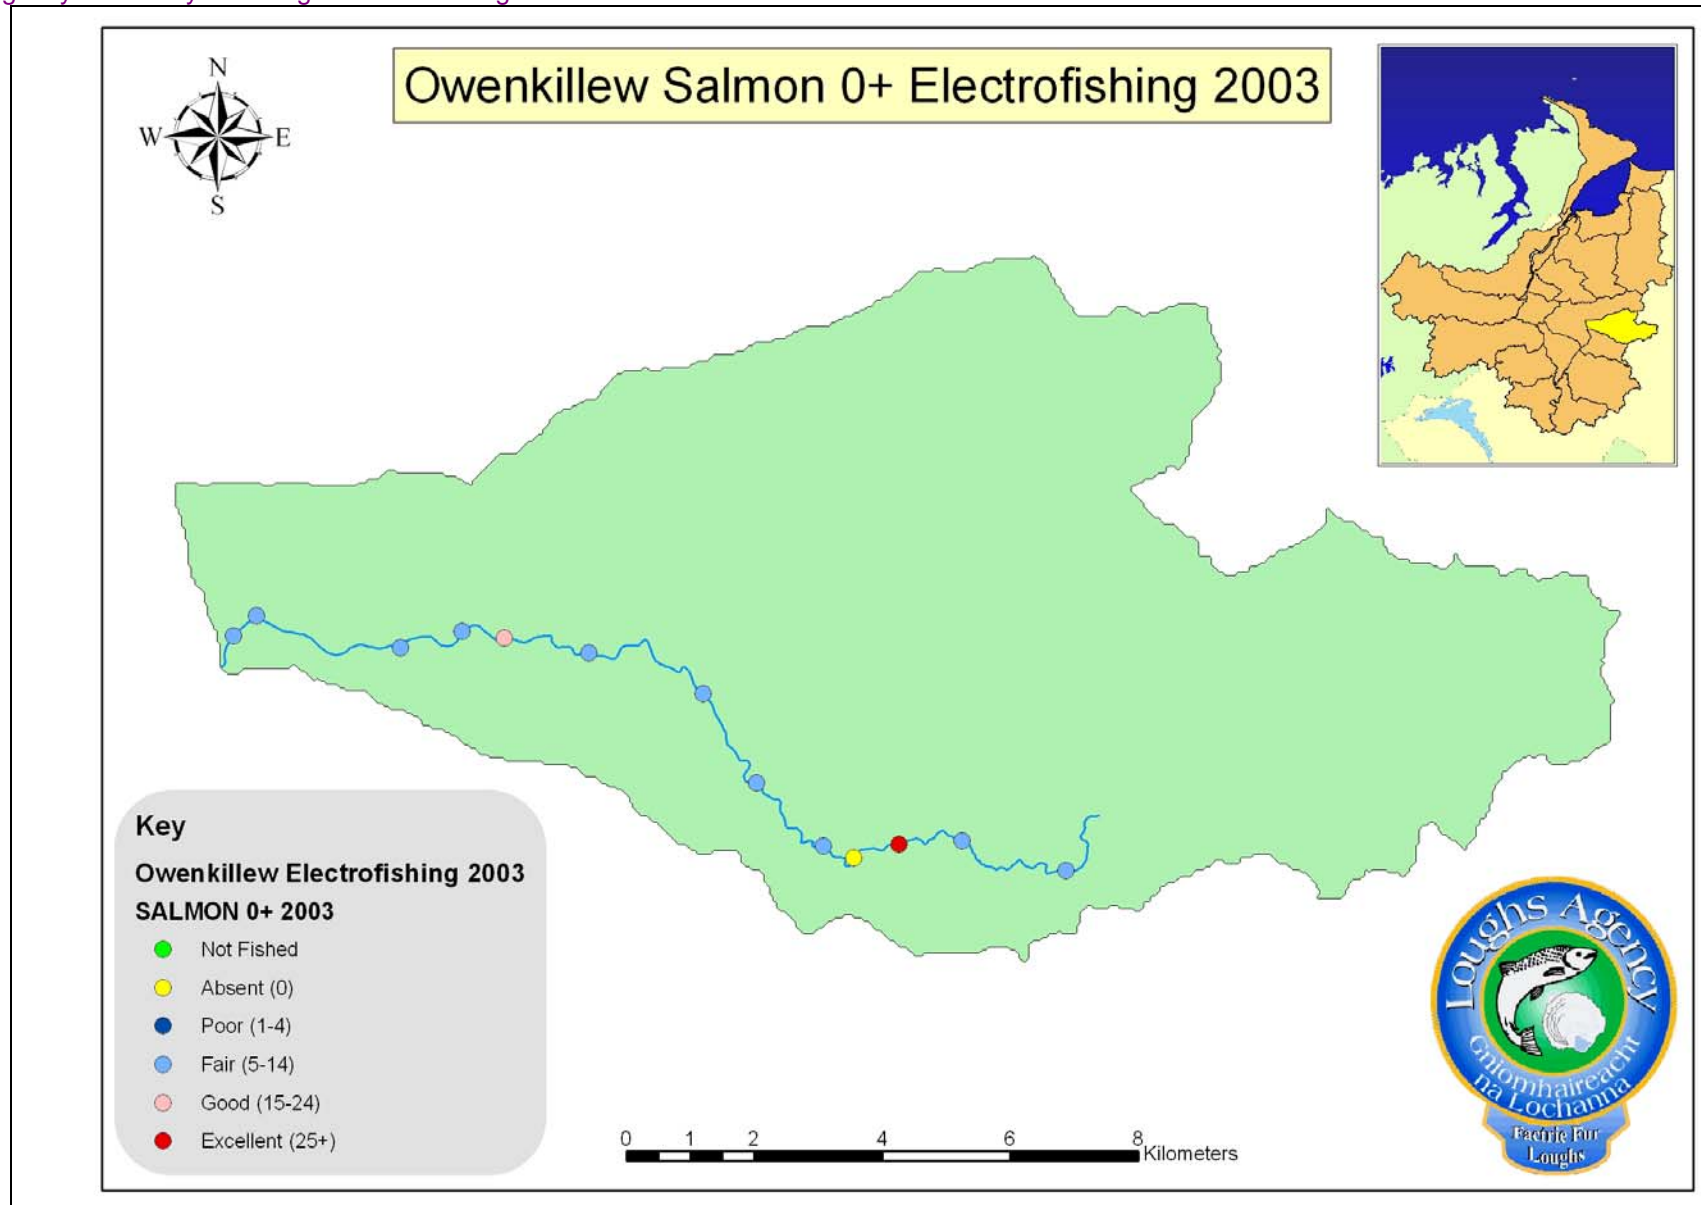 N
W E
S
Owenkillew Salmon 0+ Electrofishing 2003
Key
Owenkillew Electrofishing 2003
SALMON 0+ 2003
Not Fished
Absent (0)
Poor (1-4)
Fair (5-14)
Good (15-24)
Excellent (25+)
0 1 2 4 6 8
Kilometers
Loughs Agency
Gníomhaireacht
na Lochanna
Factrie Fur
Loughs